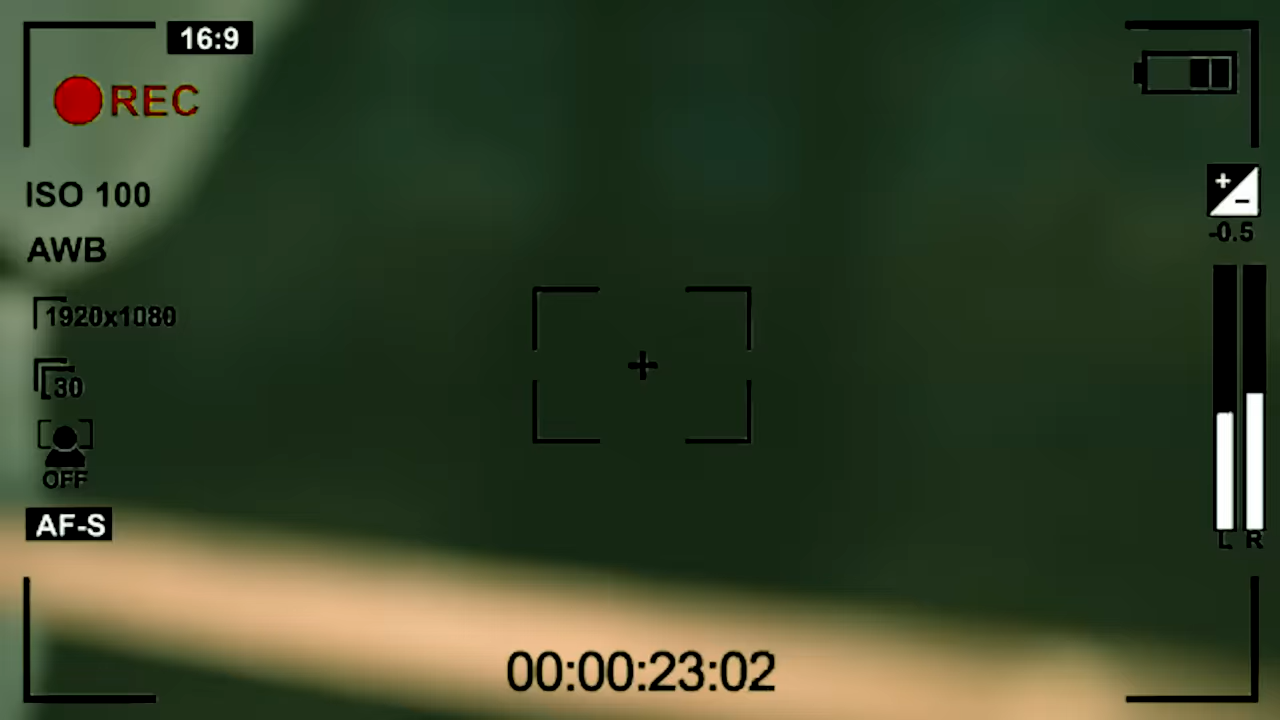 16:9
REC
ISO 100
AWB
+
-
-0.5
1920x1080
30
OFF
AF-S
L R
00:00:23:02